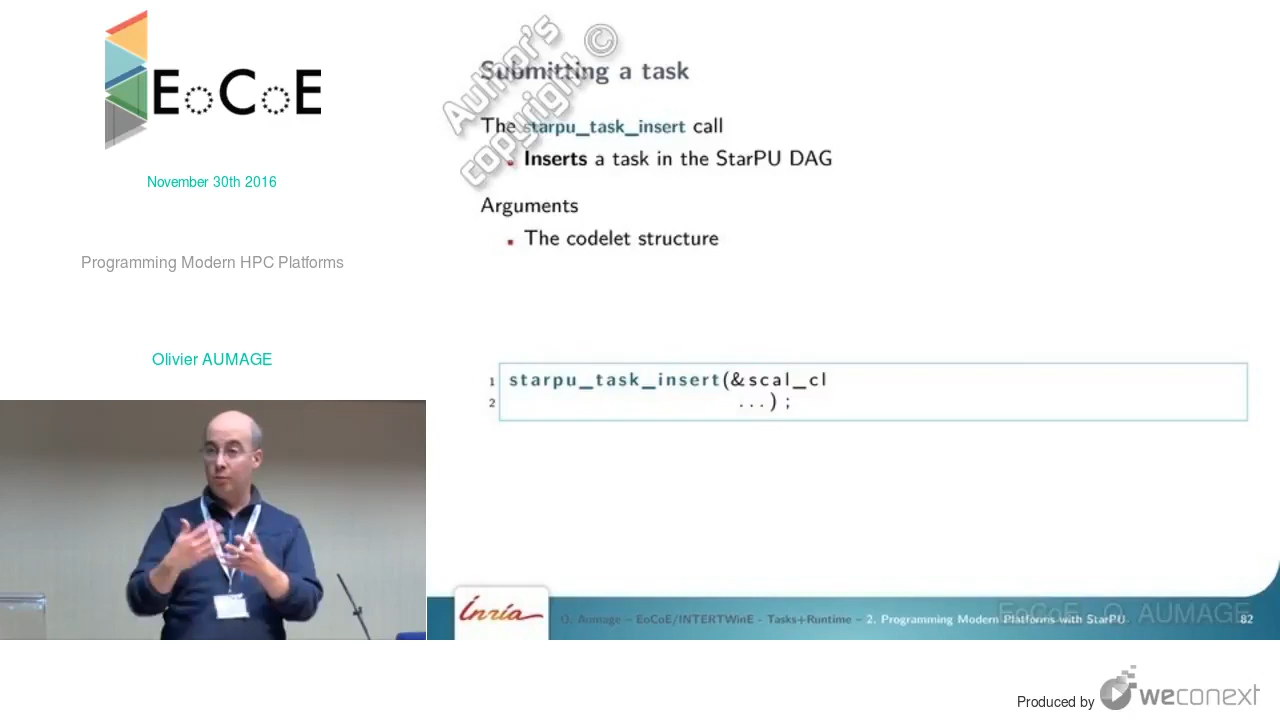 EoCoE
November 30th 2016
Programming Modern HPC Platforms
Olivier AUMAGE
Author's
copyright ©
Submitting a task
The starpu_task_insert call
Inserts a task in the StarPU DAG
Arguments
The codelet structure
1 starpu_task_insert(&scal_cl
2 ...);
Inria
O. Aumage – EoCoE/INTERTWinE - Tasks+Runtime – 2. Programming Modern Platforms with StarPU
EoCoE O. AUMAGE
82
Produced by weconext